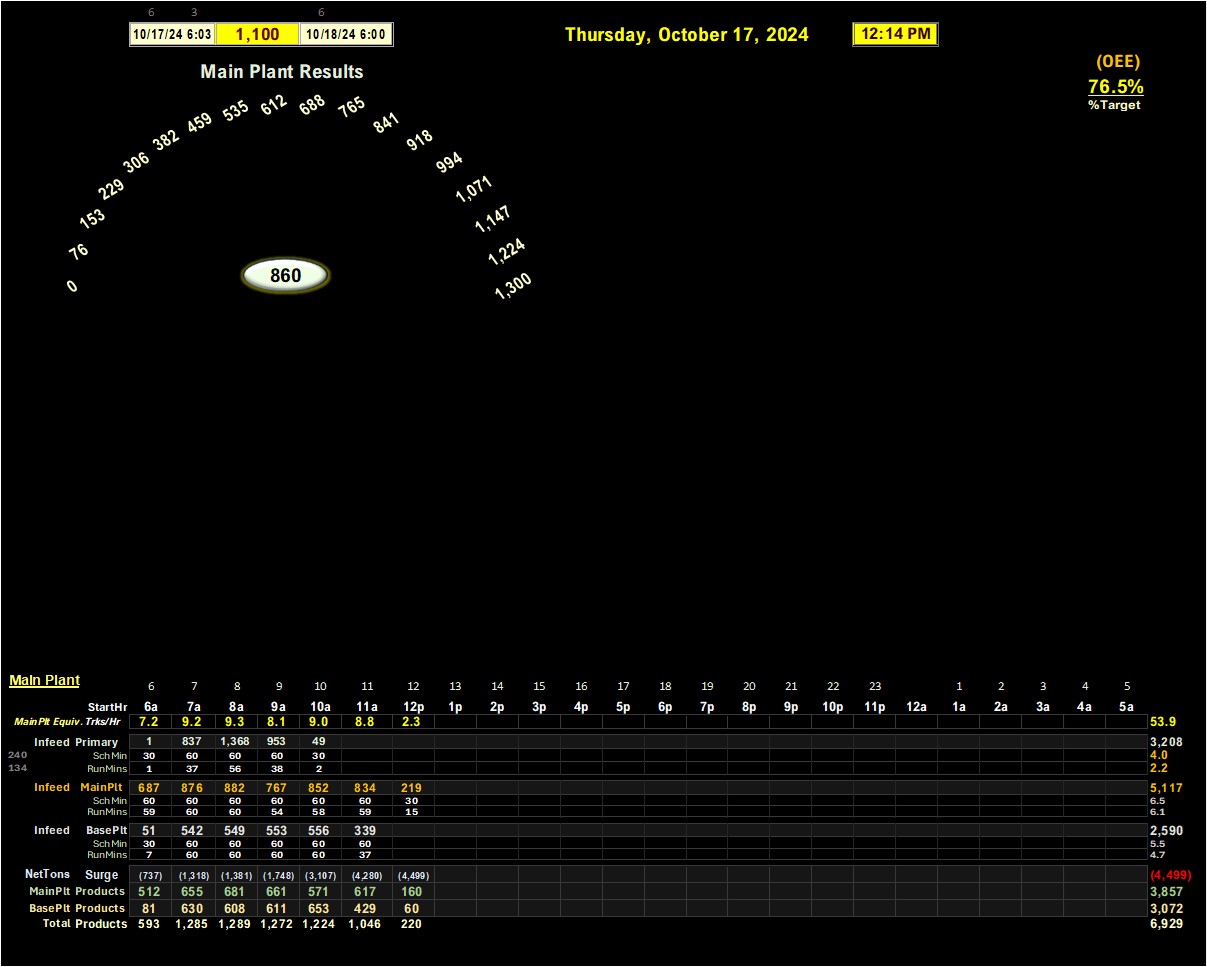 6 3 6
10/17/24 6:03 1,100 10/18/24 6:00
Thursday, October 17, 2024
12:14 PM
(OEE)
76.5%
%Target
Main Plant Results
0 76 153 229 306 382 459 535 612 688 765 841 918 994 1,071 1,147 1,224 1,300
860
Main Plant
6 7 8 9 10 11 12 13 14 15 16 17 18 19 20 21 22 23 1 2 3 4 5
StartHr 6a 7a 8a 9a 10a 11a 12p 1p 2p 3p 4p 5p 6p 7p 8p 9p 10p 11p 12a 1a 2a 3a 4a 5a
MainPlt Equiv. Trks/Hr 7.2 9.2 9.3 8.1 9.0 8.8 2.3 53.9
Infeed Primary 1 837 1,368 953 49 3,208
240 SchMin 30 60 60 60 30 4.0
134 RunMins 1 37 56 38 2 2.2
Infeed MainPlt 687 876 882 767 852 834 219 5,117
SchMin 60 60 60 60 60 60 30 6.5
RunMins 59 60 60 54 58 59 15 6.1
Infeed BasePlt 51 542 549 553 556 339 2,590
SchMin 30 60 60 60 60 60 5.5
RunMins 7 60 60 60 60 37 4.7
NetTons Surge (737) (1,318) (1,381) (1,748) (3,107) (4,280) (4,499) (4,499)
MainPlt Products 512 655 681 661 571 617 160 3,857
BasePlt Products 81 630 608 611 653 429 60 3,072
Total Products 593 1,285 1,289 1,272 1,224 1,046 220 6,929